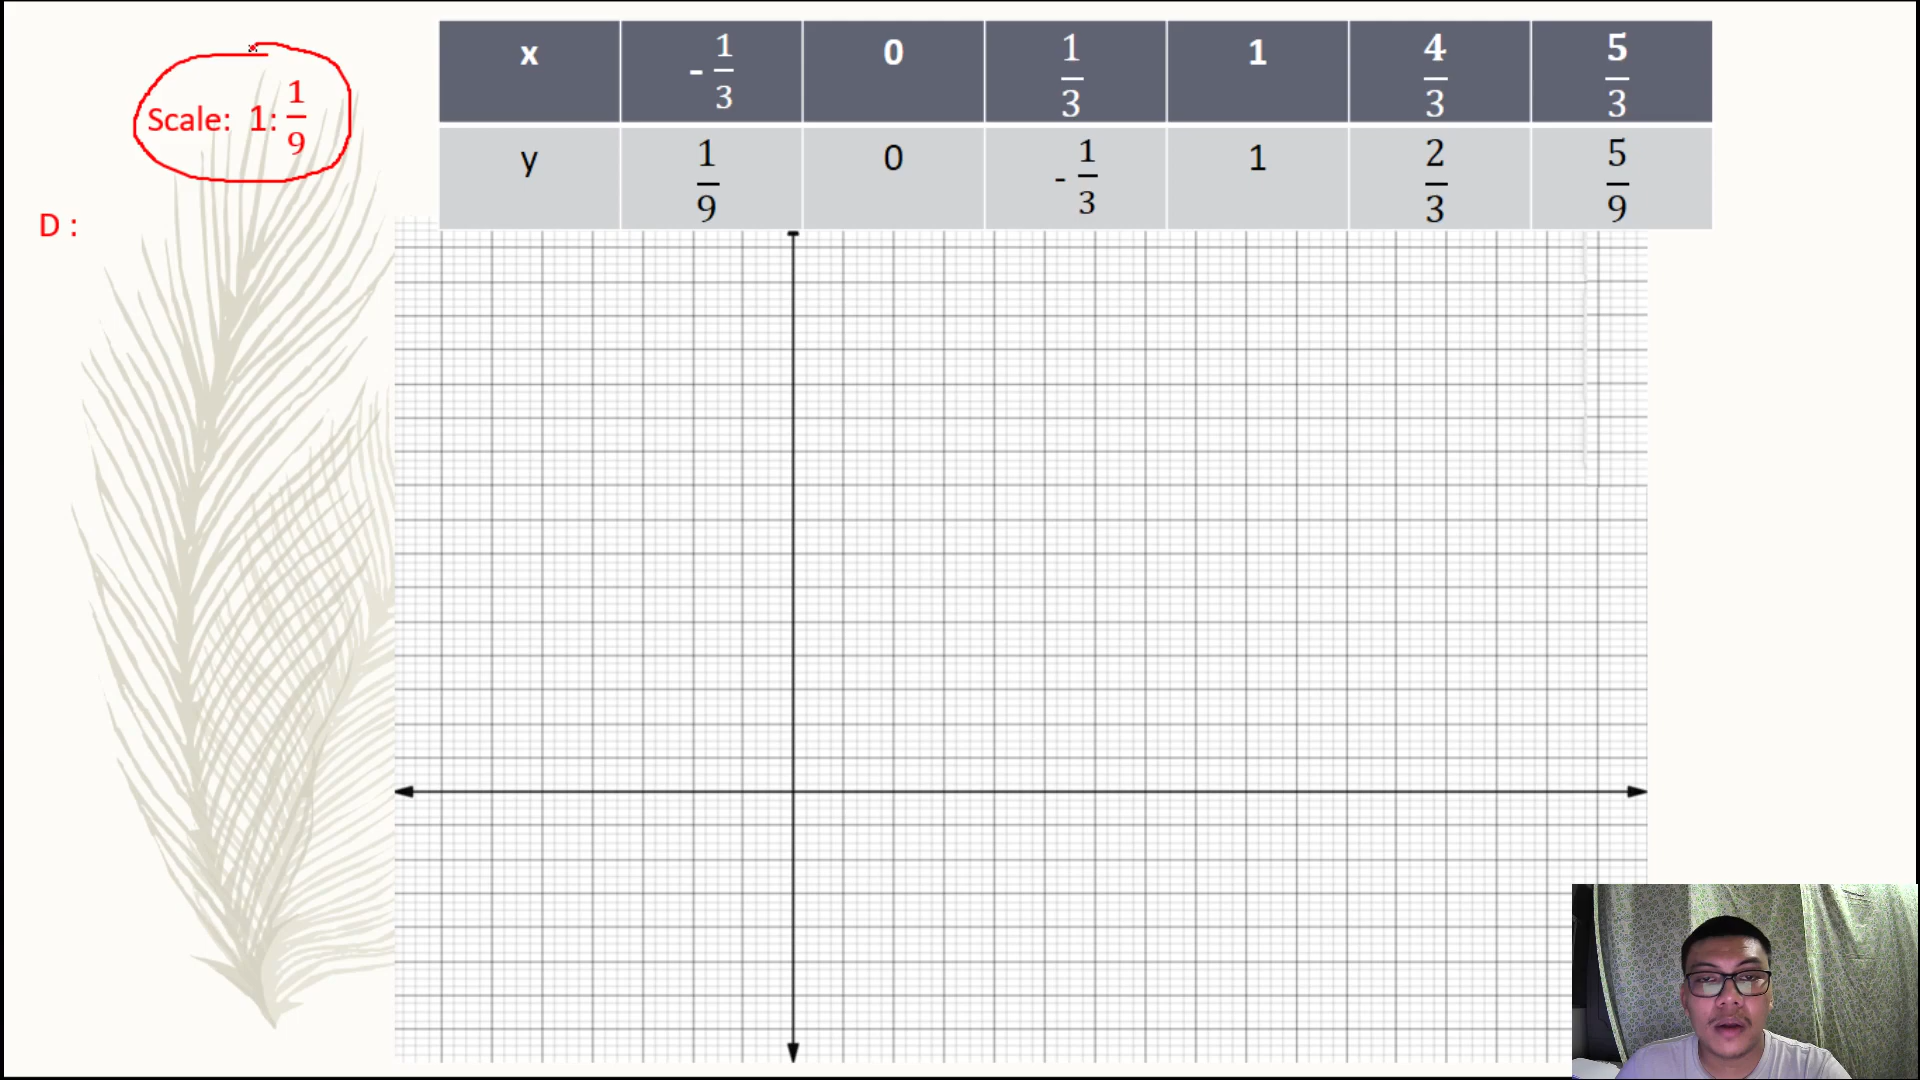 Scale: 1: 1/9
x - 1/3 0 1/3 1 4/3 5/3
y 1/9 0 - 1/3 1 2/3 5/9
D :